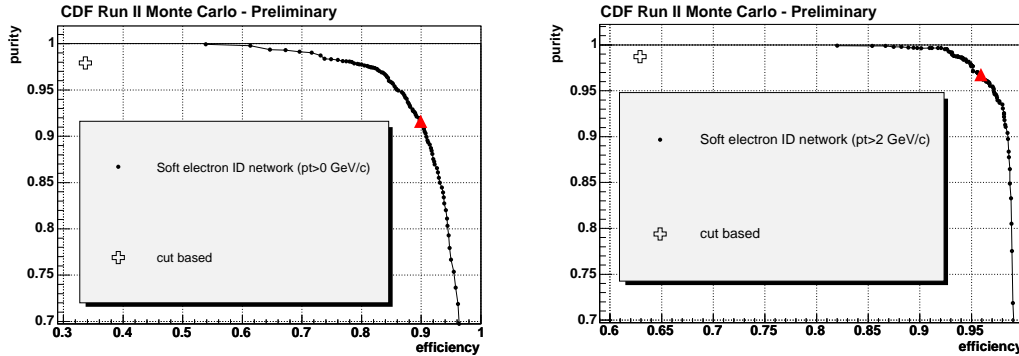 CDF Run II Monte Carlo - Preliminary
purity
1
0.95
0.9
0.85
0.8
0.75
0.7
Soft electron ID network (pt>0 GeV/c)
cut based
0.3 0.4 0.5 0.6 0.7 0.8 0.9 1
efficiency
CDF Run II Monte Carlo - Preliminary
purity
1
0.95
0.9
0.85
0.8
0.75
0.7
Soft electron ID network (pt>2 GeV/c)
cut based
0.6 0.65 0.7 0.75 0.8 0.85 0.9 0.95
efficiency